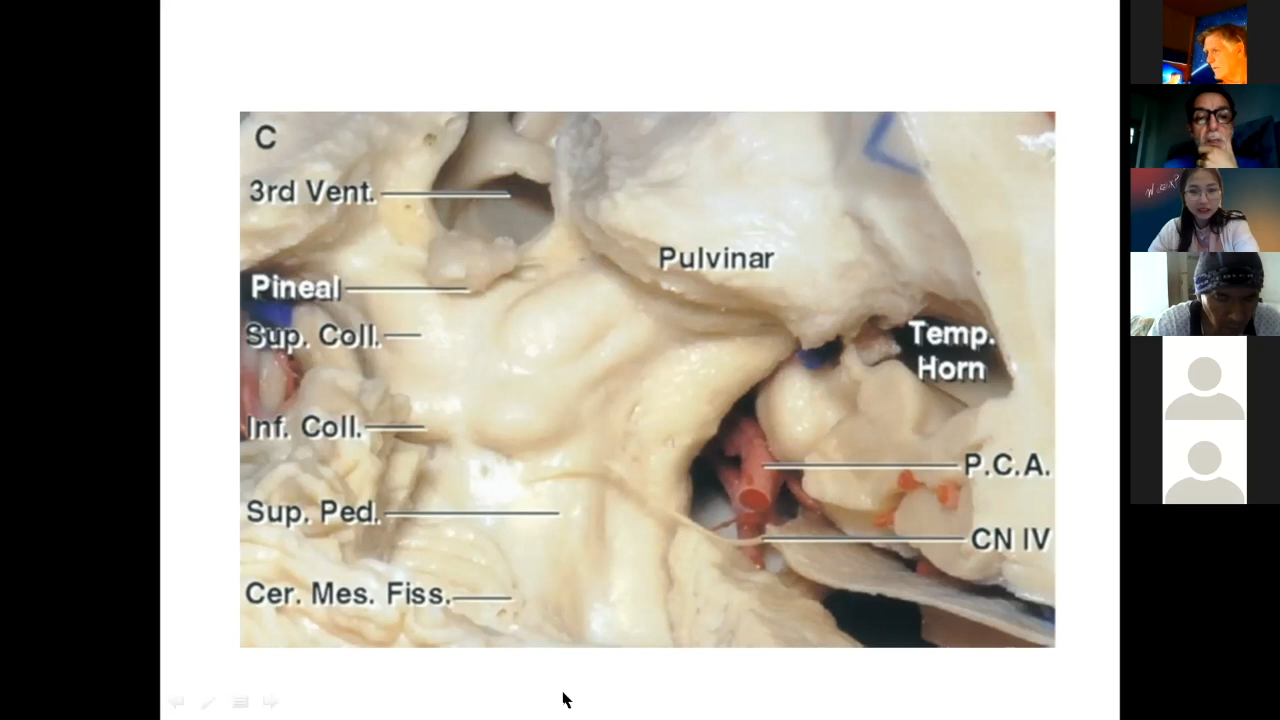 C
3rd Vent.
Pulvinar
Pineal
Sup. Coll.
Temp.
Horn
Inf. Coll.
P.C.A.
Sup. Ped.
CN IV
Cer. Mes. Fiss.